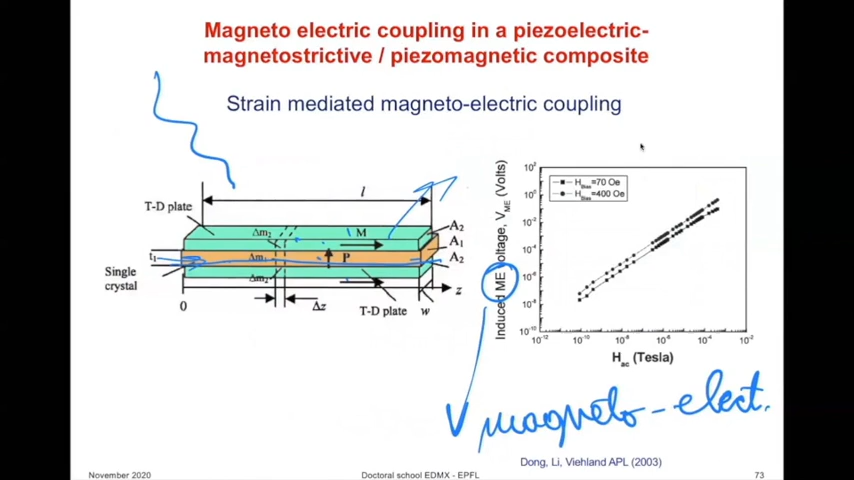 Magneto electric coupling in a piezoelectric-
magnetostrictive / piezomagnetic composite
Strain mediated magneto-electric coupling
l
T-D plate
Δm₂
M
A₂
A₁
t₁
Δm₁
P
A₂
Single
crystal
Δm₂
z
0
Δz
T-D plate
w
Induced ME voltage, V_ME (Volts)
10²
10⁰
10⁻²
10⁻⁴
10⁻⁶
10⁻⁸
10⁻¹⁰
H_Bias=70 Oe
H_Bias=400 Oe
10⁻¹² 10⁻¹⁰ 10⁻⁸ 10⁻⁶ 10⁻⁴ 10⁻²
H_ac (Tesla)
magneto-elect.
Dong, Li, Viehland APL (2003)
November 2020
Doctoral school EDMX - EPFL
73